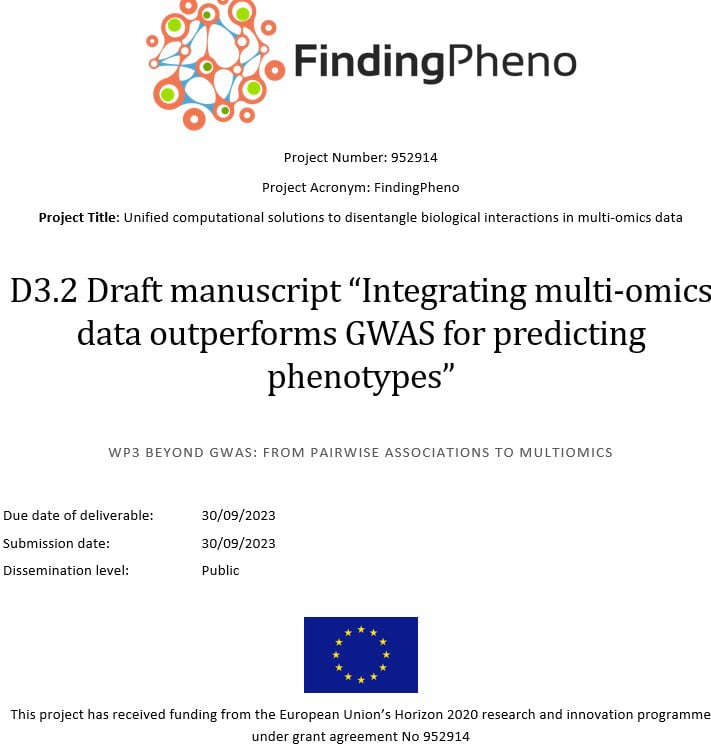 FindingPheno
Project Number: 952914
Project Acronym: FindingPheno
Project Title: Unified computational solutions to disentangle biological interactions in multi-omics data
D3.2 Draft manuscript “Integrating multi-omics
data outperforms GWAS for predicting
phenotypes”
WP3 BEYOND GWAS: FROM PAIRWISE ASSOCIATIONS TO MULTIOMICS
Due date of deliverable: 30/09/2023
Submission date: 30/09/2023
Dissemination level: Public
This project has received funding from the European Union’s Horizon 2020 research and innovation programme
under grant agreement No 952914